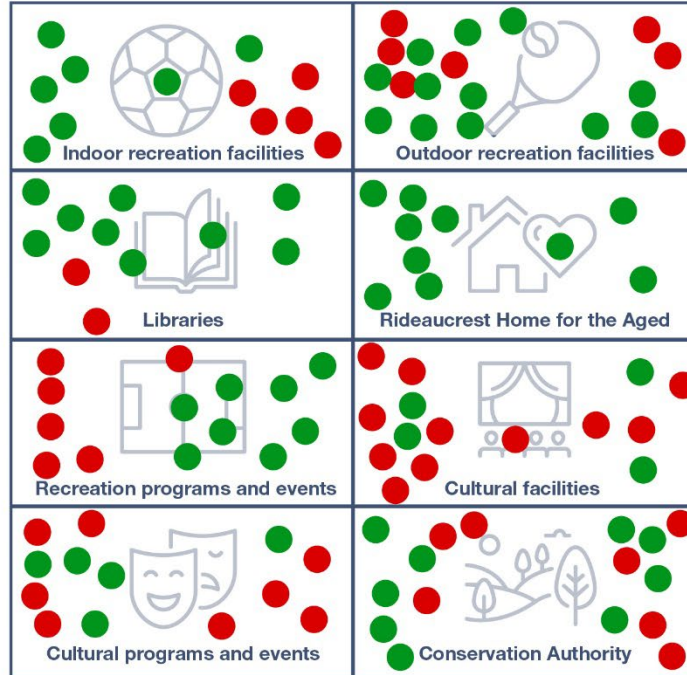 Indoor recreation facilities
Outdoor recreation facilities
Libraries
Rideaucrest Home for the Aged
Recreation programs and events
Cultural facilities
Cultural programs and events
Conservation Authority